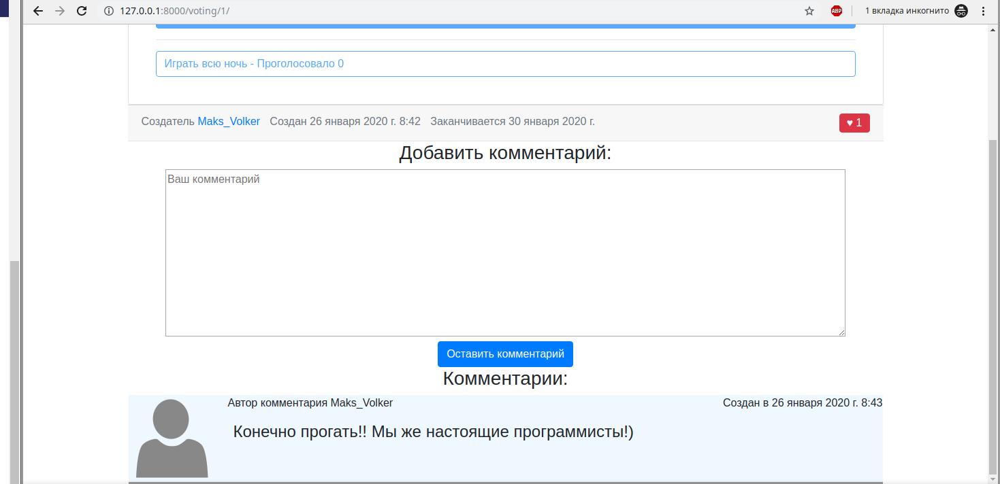 127.0.0.1:8000/voting/1/ ABP 1 вкладка инкогнито
Играть всю ночь - Проголосовало 0
Создатель Maks_Volker Создан 26 января 2020 г. 8:42 Заканчивается 30 января 2020 г. ♥ 1
Добавить комментарий:
Ваш комментарий
Оставить комментарий
Комментарии:
Автор комментария Maks_Volker Создан в 26 января 2020 г. 8:43
Конечно прогать!! Мы же настоящие программисты!)